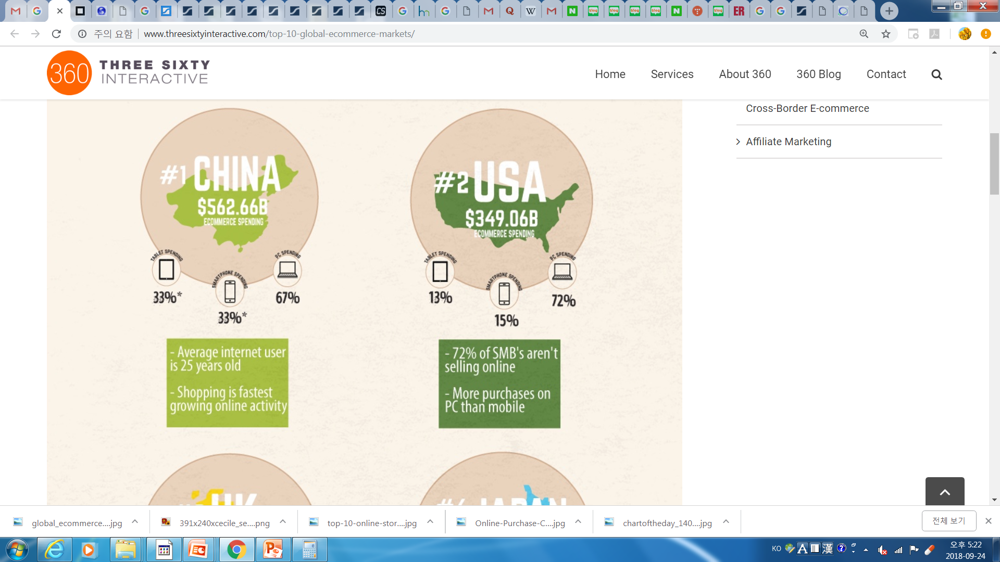 주의 요함
www.threesixtyinteractive.com/top-10-global-ecommerce-markets/
360 THREE SIXTY
INTERACTIVE
Home Services About 360 360 Blog Contact
Cross-Border E-commerce
Affiliate Marketing
#1 CHINA
$562.66B
ECOMMERCE SPENDING
TABLET SPENDING
SMARTPHONE SPENDING
PC SPENDING
33%*
33%*
67%
- Average internet user
is 25 years old
- Shopping is fastest
growing online activity
#2 USA
$349.06B
ECOMMERCE SPENDING
TABLET SPENDING
SMARTPHONE SPENDING
PC SPENDING
13%
15%
72%
- 72% of SMB's aren't
selling online
- More purchases on
PC than mobile
UK
JAPAN
global_ecommerce....jpg
391x240xcecile_se....png
top-10-online-stor....jpg
Online-Purchase-C....jpg
chartoftheday_140....jpg
전체 보기
KO
A
漢
오후 5:22
2018-09-24